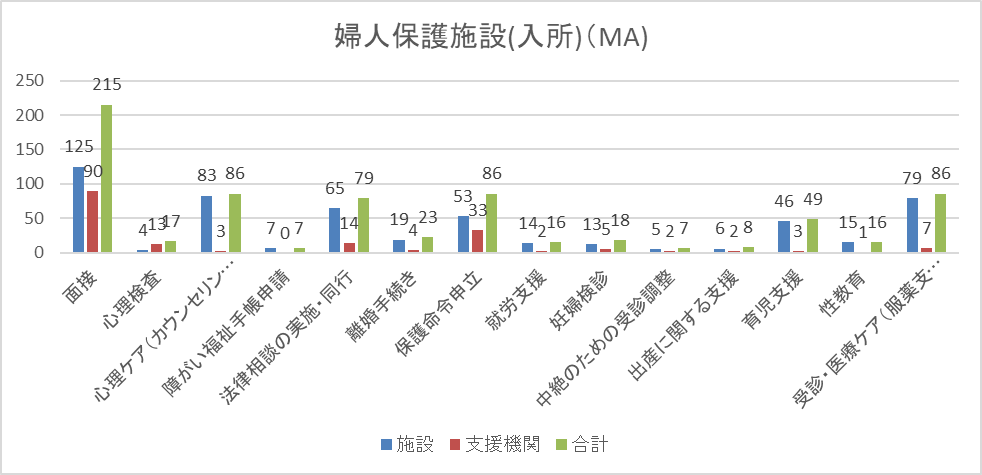 婦人保護施設(入所)（MA)
250
200
150
100
50
0
125 90 215
4 13 17
83 3 86
7 0 7
65 14 79
19 4 23
53 33 86
14 2 16
13 5 18
5 2 7
6 2 8
46 3 49
15 1 16
79 7 86
面接
心理検査
心理ケア（カウンセリン…
障がい福祉手帳申請
法律相談の実施・同行
離婚手続き
保護命令申立
就労支援
妊婦検診
中絶のための受診調整
出産に関する支援
育児支援
性教育
受診・医療ケア（服薬支…
施設 支援機関 合計